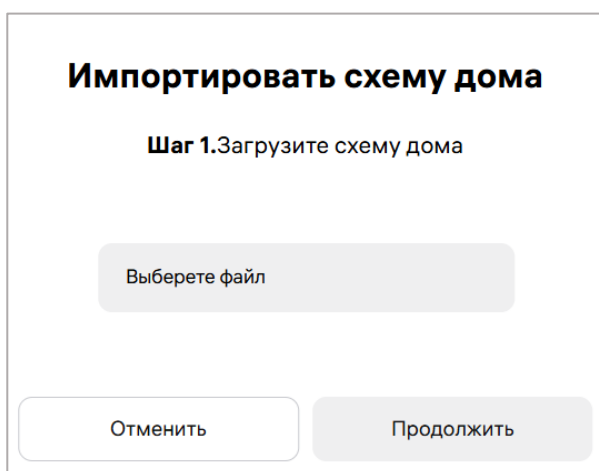 Импортировать схему дома
Шаг 1.Загрузите схему дома
Выберете файл
Отменить
Продолжить